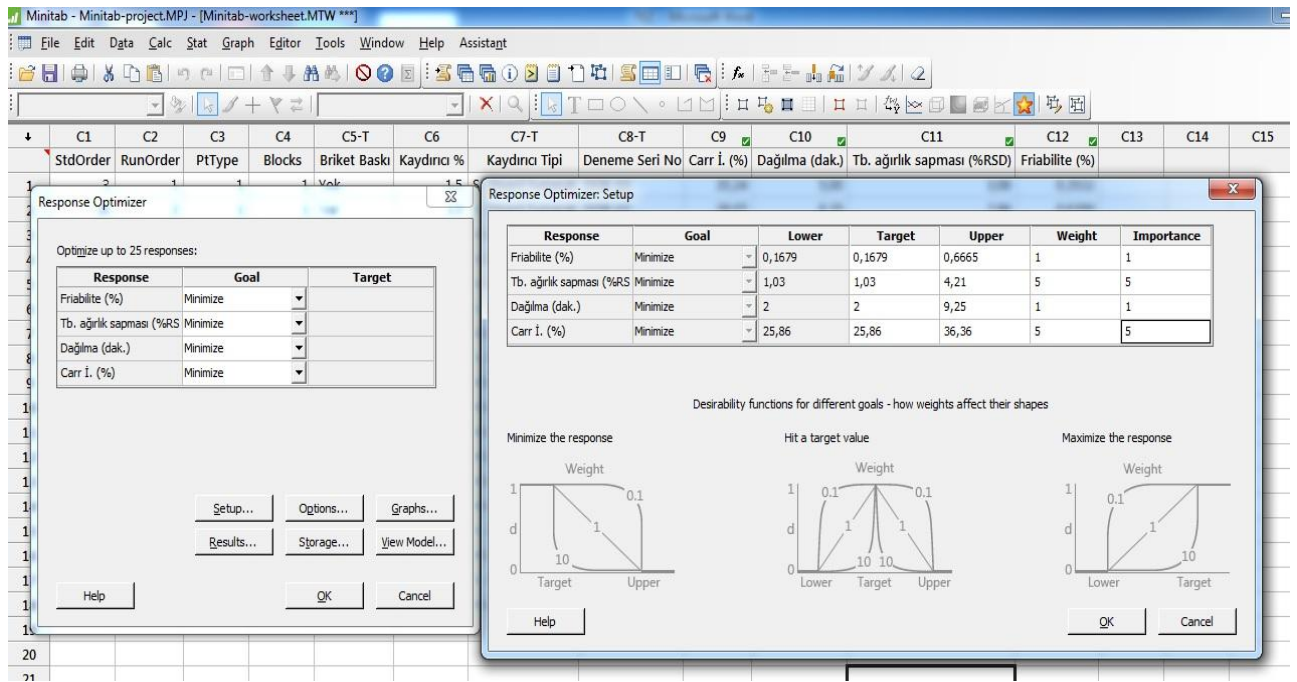 Minitab - Minitab-project.MPJ - [Minitab-worksheet.MTW ***]
File Edit Data Calc Stat Graph Editor Tools Window Help Assistant
↓ C1 C2 C3 C4 C5-T C6 C7-T C8-T C9 C10 C11 C12 C13 C14 C15
StdOrder RunOrder PtType Blocks Briket Baskı Kaydırıcı % Kaydırıcı Tipi Deneme Seri No Carr İ. (%) Dağılma (dak.) Tb. ağırlık sapması (%RSD) Friabilite (%)
Response Optimizer
Optimize up to 25 responses:
Response Goal Target
Friabilite (%) Minimize
Tb. ağırlık sapması (%RS Minimize
Dağılma (dak.) Minimize
Carr İ. (%) Minimize
Setup... Options... Graphs...
Results... Storage... View Model...
Help OK Cancel
Response Optimizer: Setup
Response Goal Lower Target Upper Weight Importance
Friabilite (%) Minimize 0,1679 0,1679 0,6665 1 1
Tb. ağırlık sapması (%RS Minimize 1,03 1,03 4,21 5 5
Dağılma (dak.) Minimize 2 2 9,25 1 1
Carr İ. (%) Minimize 25,86 25,86 36,36 5 5
Desirability functions for different goals - how weights affect their shapes
Minimize the response Hit a target value Maximize the response
Weight Weight Weight
1 0.1 1 0.1 0.1 1 0.1
d 1 d 1 1 d 1
0 10 0 10 10 0 10
Target Upper Lower Target Upper Lower Target
Help OK Cancel
20
21